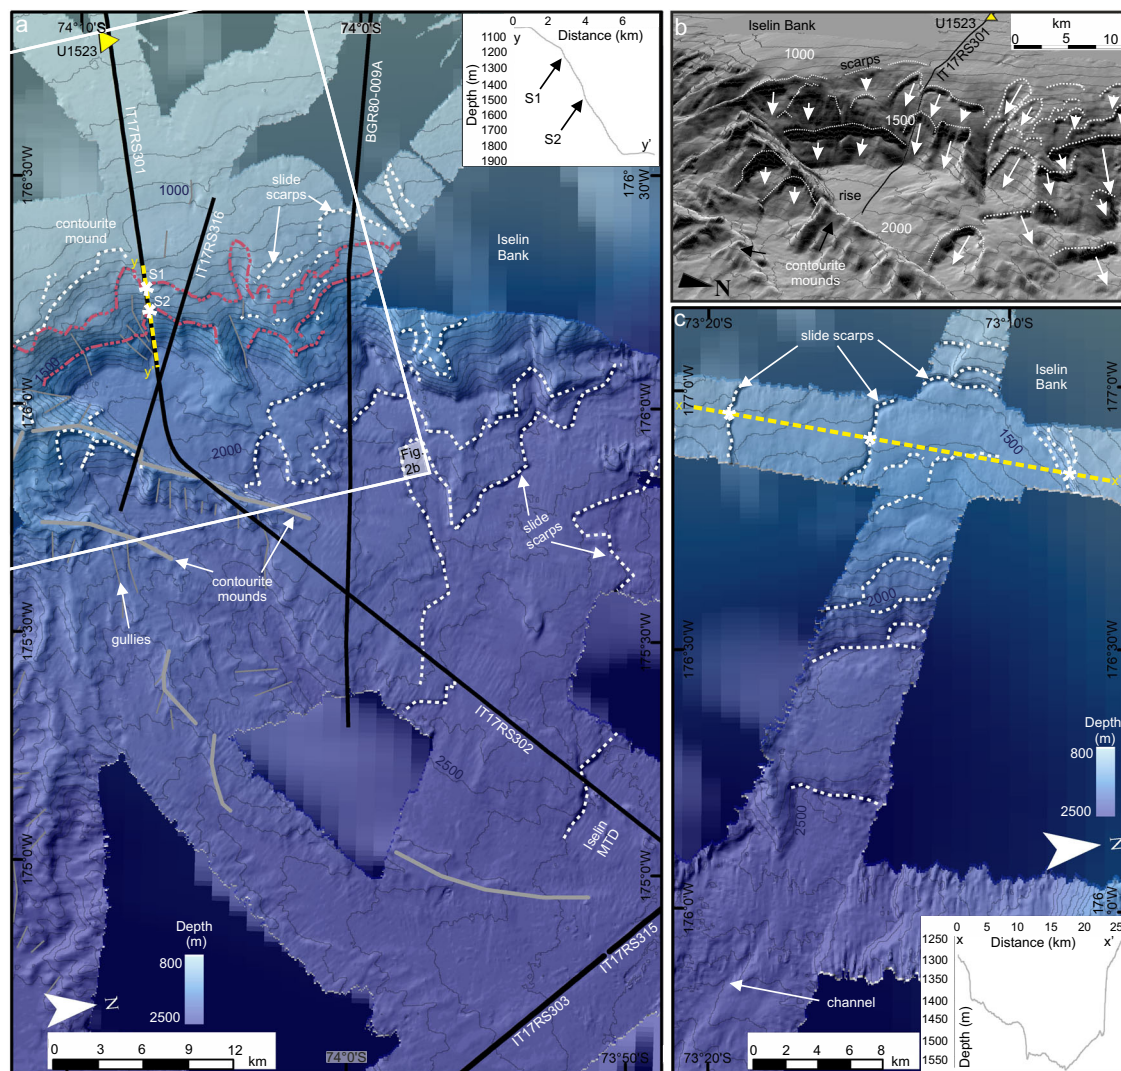 a
74°10'S
74°0'S
U1523
IT17RS301
BGR80-009A
0 2 4 6 8
y
Distance (km)
1100
1200
1300
1400
1500
1600
1700
1800
1900
Depth (m)
S1
S2
y'
176°30'W
176°
30'W
slide
scarps
1000
IT17RS316
contourite
mound
Iselin
Bank
y
S1
S2
y'
1500
176°0'W
176°0'W
2000
Fig.
2b
slide
scarps
contourite
mounds
gullies
175°30'W
175°30'W
IT17RS302
2500
Iselin
MTD
175°0'W
175°0'W
Depth
(m)
800
2500
IT17RS315
IT17RS303
N
0 3 6 9 12
km
74°0'S
73°50'S
b
Iselin Bank
U1523
km
0 5 10
1000
scarps
IT17RS301
1500
rise
2000
contourite
mounds
N
c
73°20'S
73°10'S
slide scarps
Iselin
Bank
177°0'W
177°0'W
x
1500
x'
2000
176°30'W
176°30'W
Depth
(m)
800
2500
2500
N
176°0'W
176°0'W
channel
0 5 10 15 20 25
x
Distance (km)
x'
1250
1300
1350
1400
1450
1500
1550
Depth (m)
0 2 4 6 8
km
73°20'S